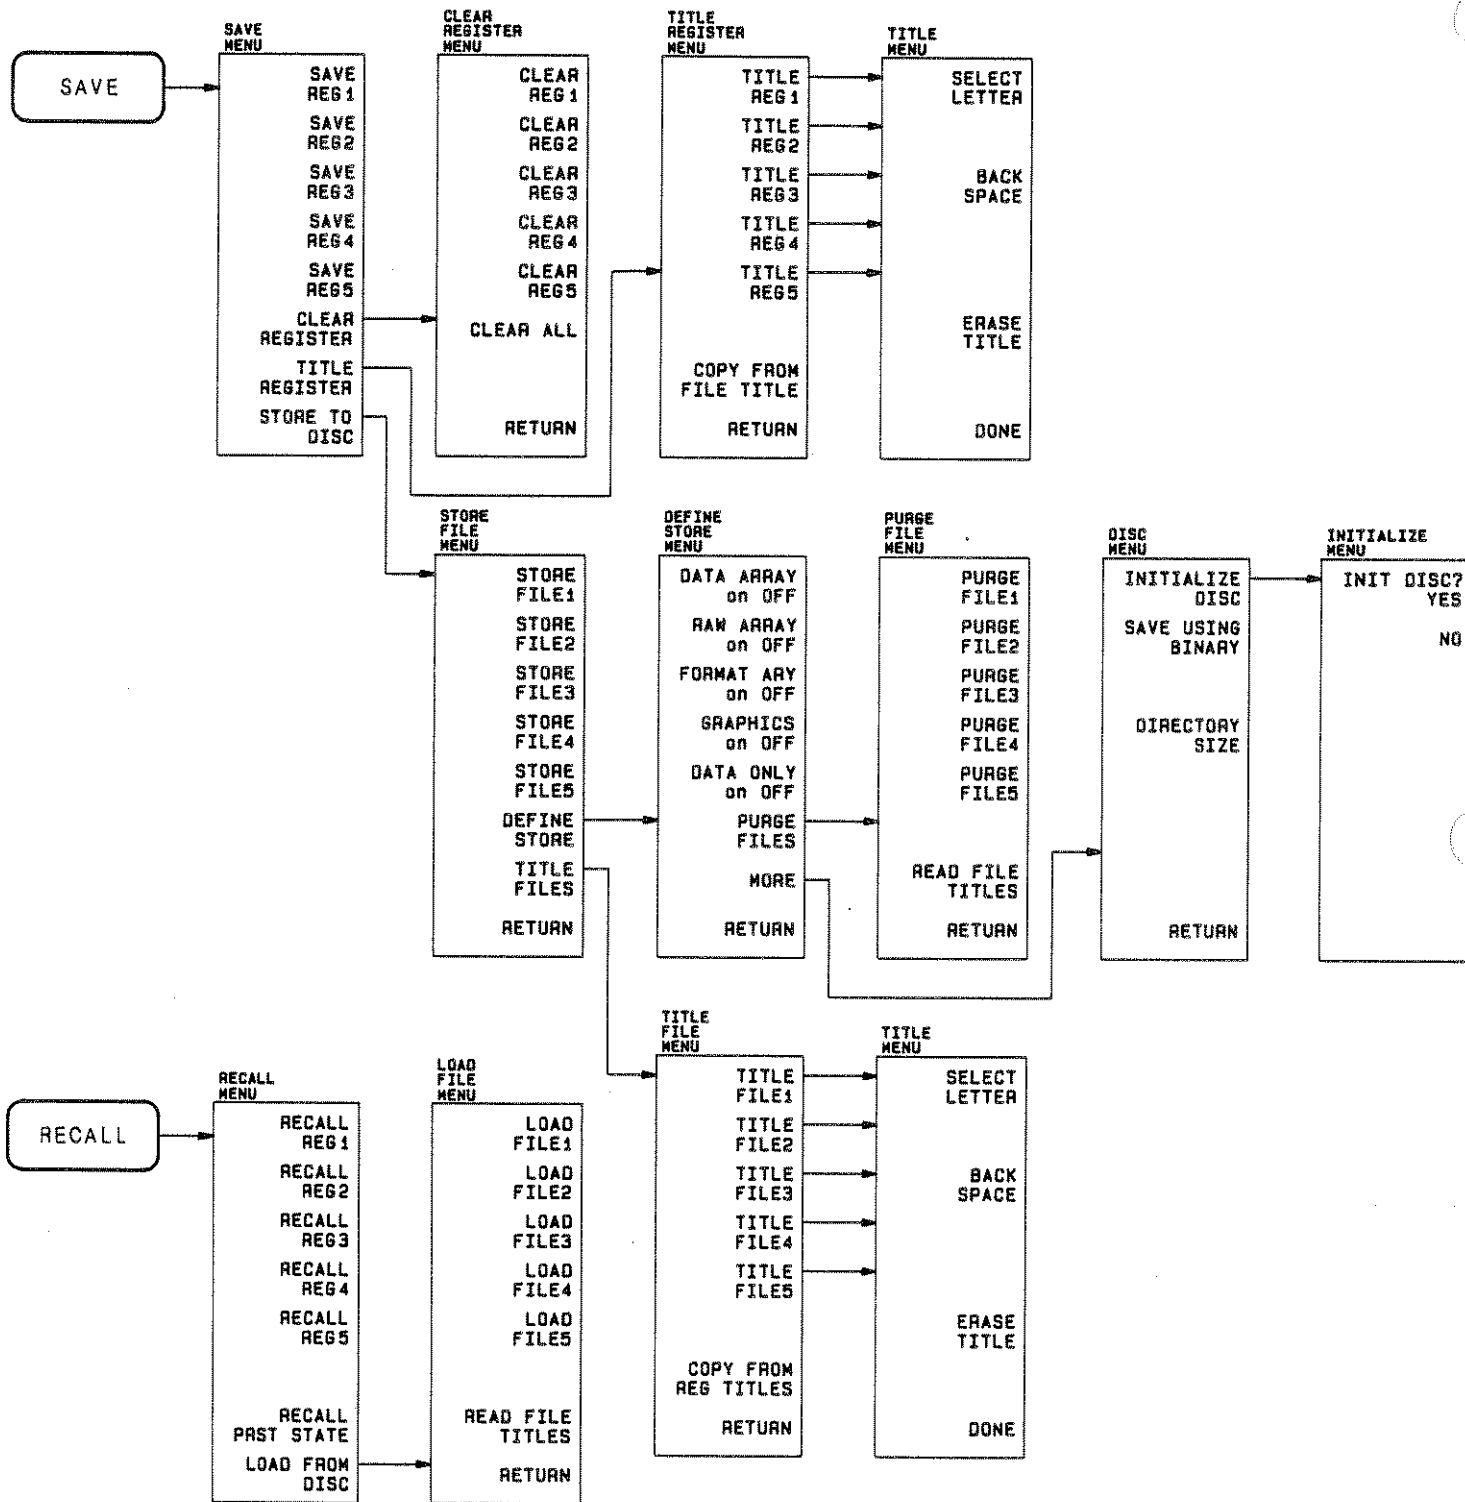 SAVE
SAVE
MENU
SAVE
REG1
SAVE
REG2
SAVE
REG3
SAVE
REG4
SAVE
REG5
CLEAR
REGISTER
TITLE
REGISTER
STORE TO
DISC
CLEAR
REGISTER
MENU
CLEAR
REG1
CLEAR
REG2
CLEAR
REG3
CLEAR
REG4
CLEAR
REG5
CLEAR ALL
RETURN
TITLE
REGISTER
MENU
TITLE
REG1
TITLE
REG2
TITLE
REG3
TITLE
REG4
TITLE
REG5
COPY FROM
FILE TITLE
RETURN
TITLE
MENU
SELECT
LETTER
BACK
SPACE
ERASE
TITLE
DONE
STORE
FILE
MENU
STORE
FILE1
STORE
FILE2
STORE
FILE3
STORE
FILE4
STORE
FILE5
DEFINE
STORE
TITLE
FILES
RETURN
DEFINE
STORE
MENU
DATA ARRAY
on OFF
RAW ARRAY
on OFF
FORMAT ARY
on OFF
GRAPHICS
on OFF
DATA ONLY
on OFF
PURGE
FILES
MORE
RETURN
PURGE
FILE
MENU
PURGE
FILE1
PURGE
FILE2
PURGE
FILE3
PURGE
FILE4
PURGE
FILE5
READ FILE
TITLES
RETURN
DISC
MENU
INITIALIZE
DISC
SAVE USING
BINARY
DIRECTORY
SIZE
RETURN
INITIALIZE
MENU
INIT DISC?
YES
NO
RECALL
RECALL
MENU
RECALL
REG1
RECALL
REG2
RECALL
REG3
RECALL
REG4
RECALL
REG5
RECALL
PRST STATE
LOAD FROM
DISC
LOAD
FILE
MENU
LOAD
FILE1
LOAD
FILE2
LOAD
FILE3
LOAD
FILE4
LOAD
FILE5
READ FILE
TITLES
RETURN
TITLE
FILE
MENU
TITLE
FILE1
TITLE
FILE2
TITLE
FILE3
TITLE
FILE4
TITLE
FILE5
COPY FROM
REG TITLES
RETURN
TITLE
MENU
SELECT
LETTER
BACK
SPACE
ERASE
TITLE
DONE